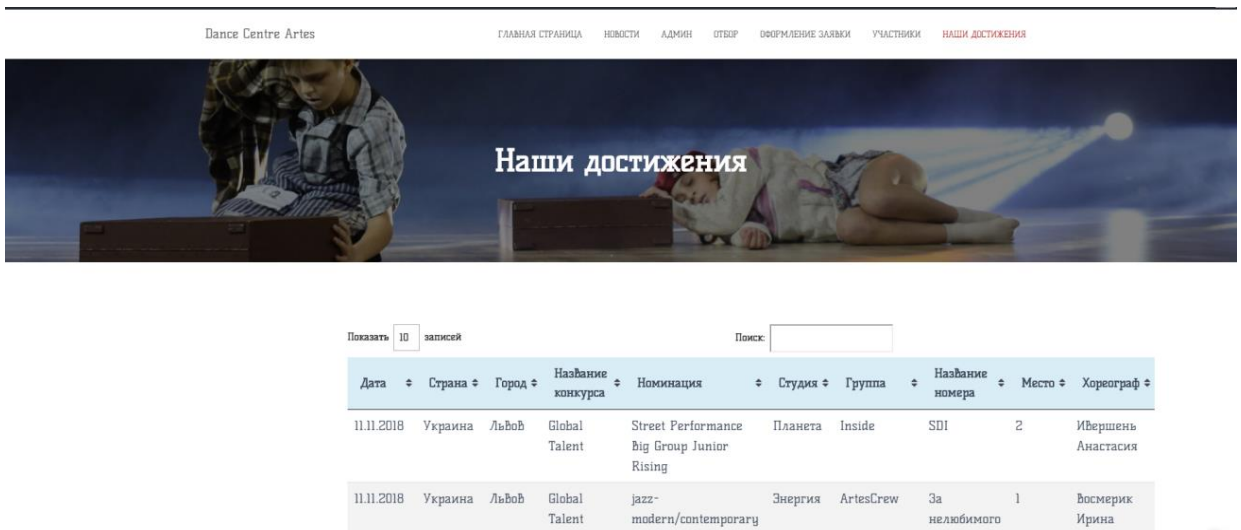 Dance Centre Artes ГЛАВНАЯ СТРАНИЦА НОВОСТИ АДМИН ОТБОР ОФОРМЛЕНИЕ ЗАЯВКИ УЧАСТНИКИ НАШИ ДОСТИЖЕНИЯ
Наши достижения
Показать 10 записей Поиск:
Дата Страна Город Название конкурса Номинация Студия Группа Название номера Место Хореограф
11.11.2018 Украина Львов Global Talent Street Performance Big Group Junior Rising Планета Inside SDI 2 Ивершень Анастасия
11.11.2018 Украина Львов Global Talent jazz-modern/contemporary Энергия ArtesCrew За нелюбимого 1 Восмерик Ирина